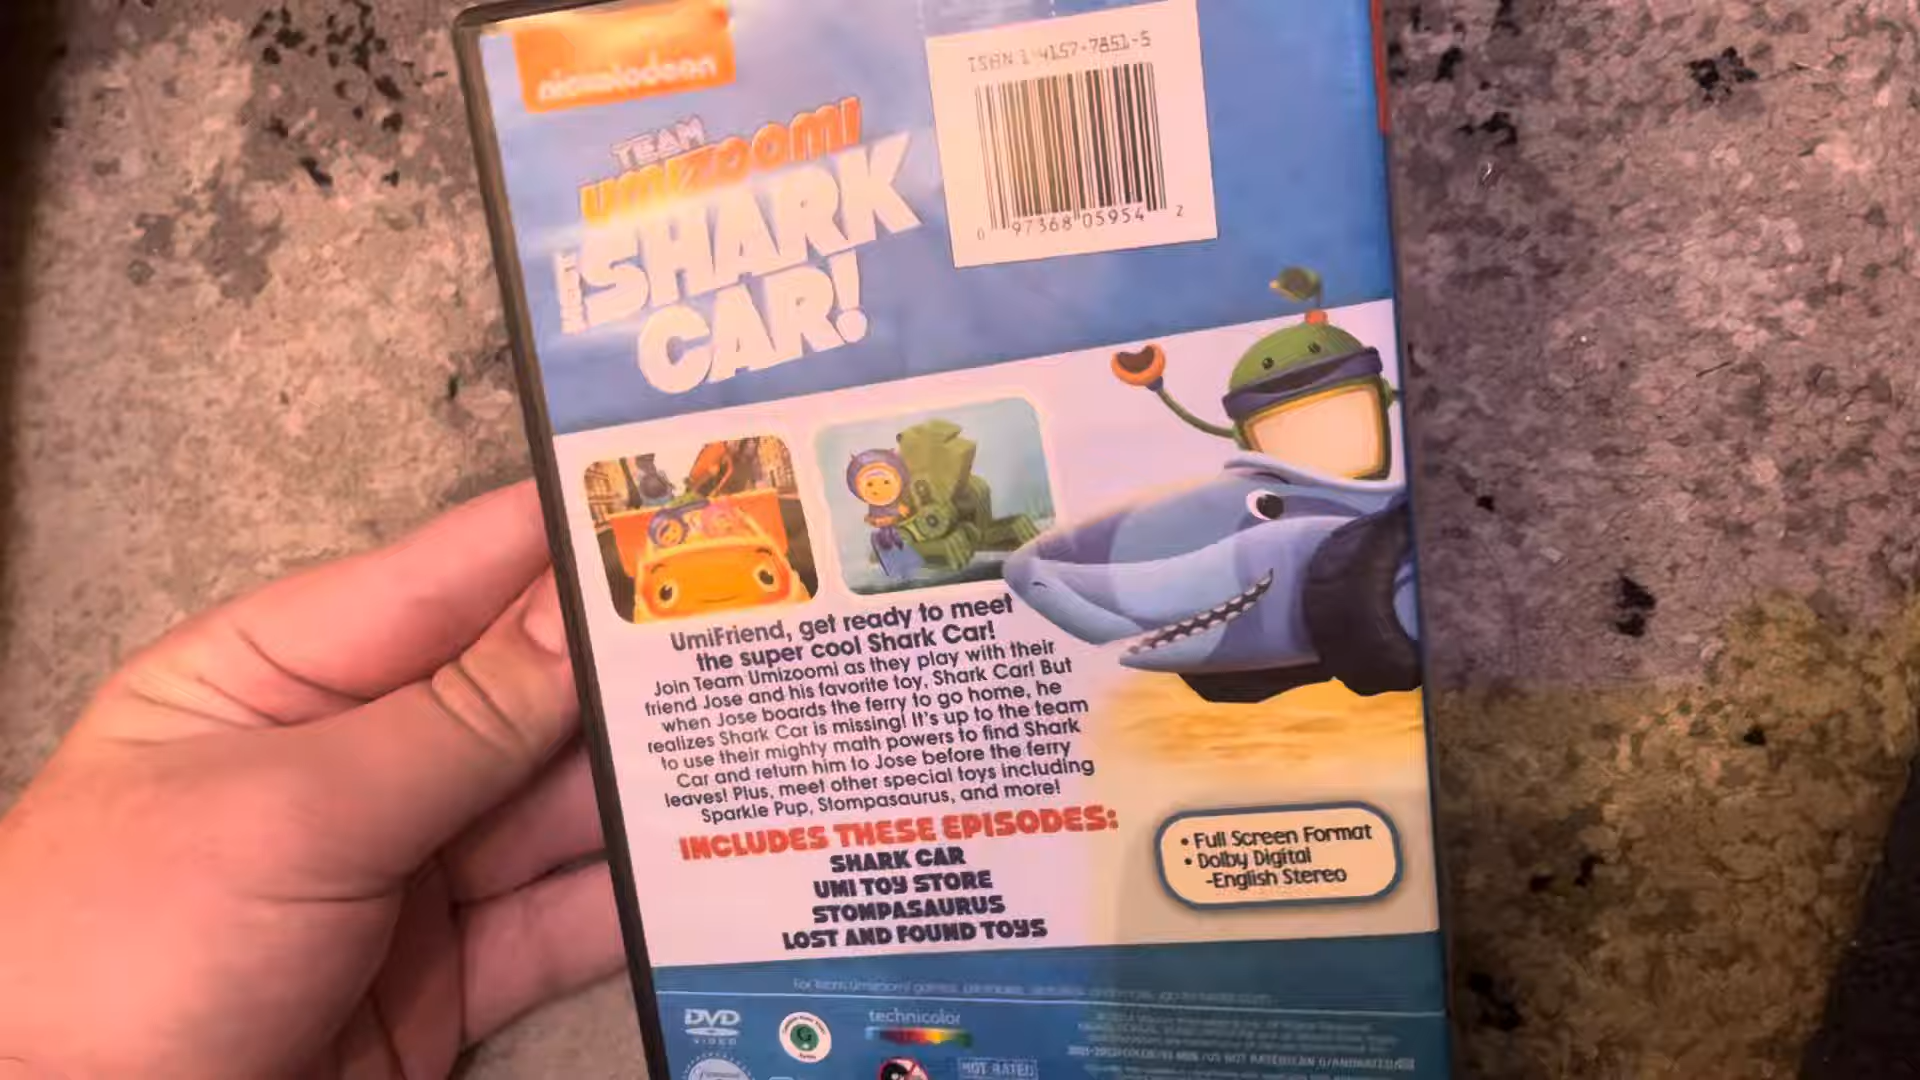 nickelodeon
ISBN 1-4157-7851-5
TEAM
UMIZOOMI
SHARK
CAR!
0 97368 05954 2
UmiFriend, get ready to meet
the super cool Shark Car!
Join Team Umizoomi as they play with their
friend Jose and his favorite toy, Shark Car! But
when Jose boards the ferry to go home, he
realizes Shark Car is missing! It's up to the team
to use their mighty math powers to find Shark
Car and return him to Jose before the ferry
leaves! Plus, meet other special toys including
Sparkle Pup, Stompasaurus, and more!
INCLUDES THESE EPISODES:
SHARK CAR
UMI TOY STORE
STOMPASAURUS
LOST AND FOUND TOYS
• Full Screen Format
• Dolby Digital
-English Stereo
DVD
VIDEO
G
technicolor
NOT RATED